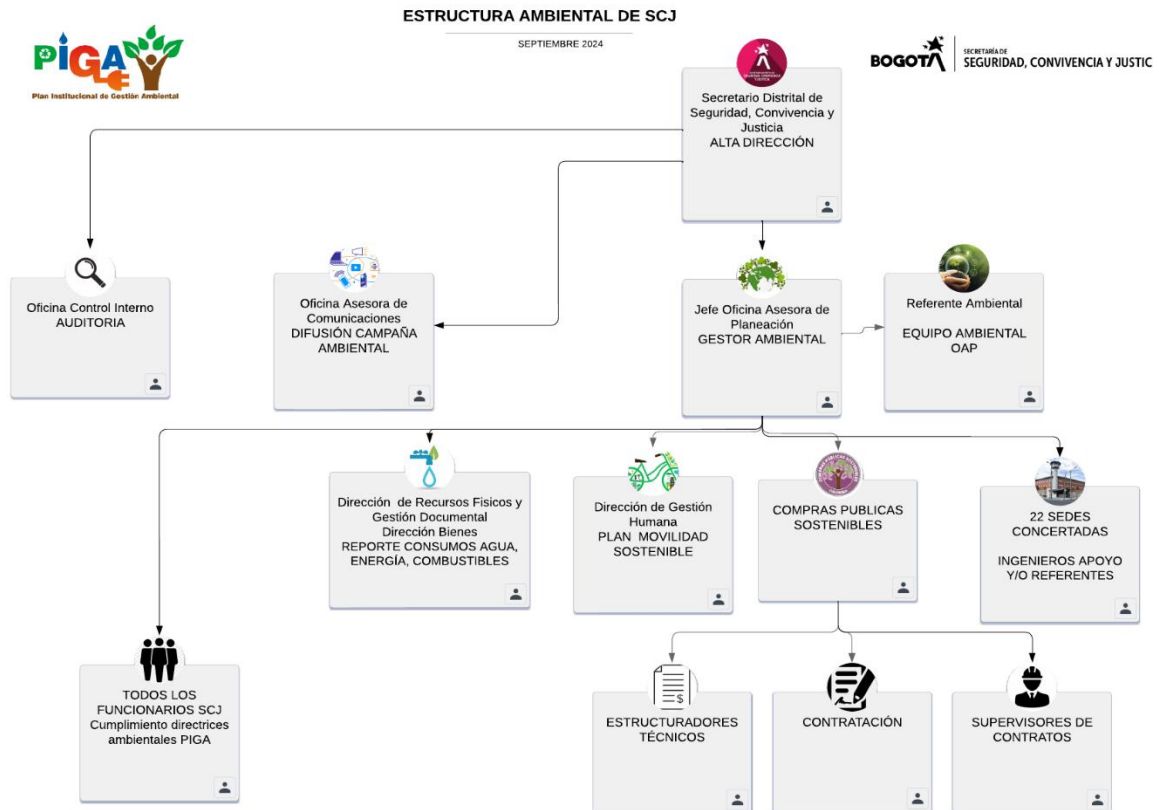 ESTRUCTURA AMBIENTAL DE SCJ
SEPTIEMBRE 2024
PIGA
Plan Institucional de Gestión Ambiental
BOGOTÁ
SECRETARÍA DE
SEGURIDAD, CONVIVENCIA Y JUSTIC
Secretario Distrital de
Seguridad, Convivencia y
Justicia
ALTA DIRECCIÓN
Oficina Control Interno
AUDITORIA
Oficina Asesora de
Comunicaciones
DIFUSIÓN CAMPAÑA
AMBIENTAL
Jefe Oficina Asesora de
Planeación
GESTOR AMBIENTAL
Referente Ambiental
EQUIPO AMBIENTAL
OAP
Dirección de Recursos Fisicos y
Gestión Documental
Dirección Bienes
REPORTE CONSUMOS AGUA,
ENERGÍA, COMBUSTIBLES
Dirección de Gestión
Humana
PLAN MOVILIDAD
SOSTENIBLE
COMPRAS PUBLICAS
SOSTENIBLES
22 SEDES
CONCERTADAS
INGENIEROS APOYO
Y/O REFERENTES
TODOS LOS
FUNCIONARIOS SCJ
Cumplimiento directrices
ambientales PIGA
ESTRUCTURADORES
TÉCNICOS
CONTRATACIÓN
SUPERVISORES DE
CONTRATOS